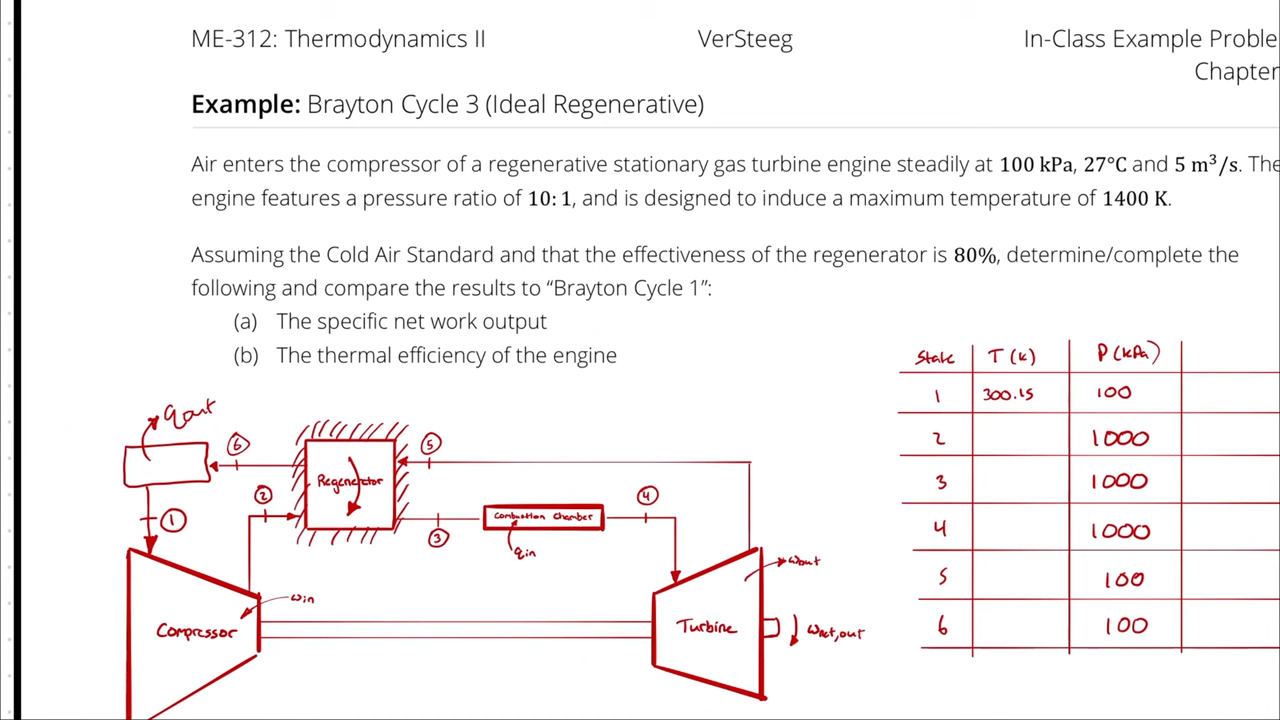 ME-312: Thermodynamics II VerSteeg In-Class Example Proble
Chapter
Example: Brayton Cycle 3 (Ideal Regenerative)
Air enters the compressor of a regenerative stationary gas turbine engine steadily at 100 kPa, 27°C and 5 m³/s. The
engine features a pressure ratio of 10:1, and is designed to induce a maximum temperature of 1400 K.
Assuming the Cold Air Standard and that the effectiveness of the regenerator is 80%, determine/complete the
following and compare the results to “Brayton Cycle 1”:
(a) The specific net work output
(b) The thermal efficiency of the engine
State T (K) P (kPa)
1 300.15 100
2 1000
3 1000
4 1000
5 100
6 100
qout
6
5
Regenerator
2
4
1
Combustion Chamber
3
qin
wout
win
Compressor
Turbine
wnet,out